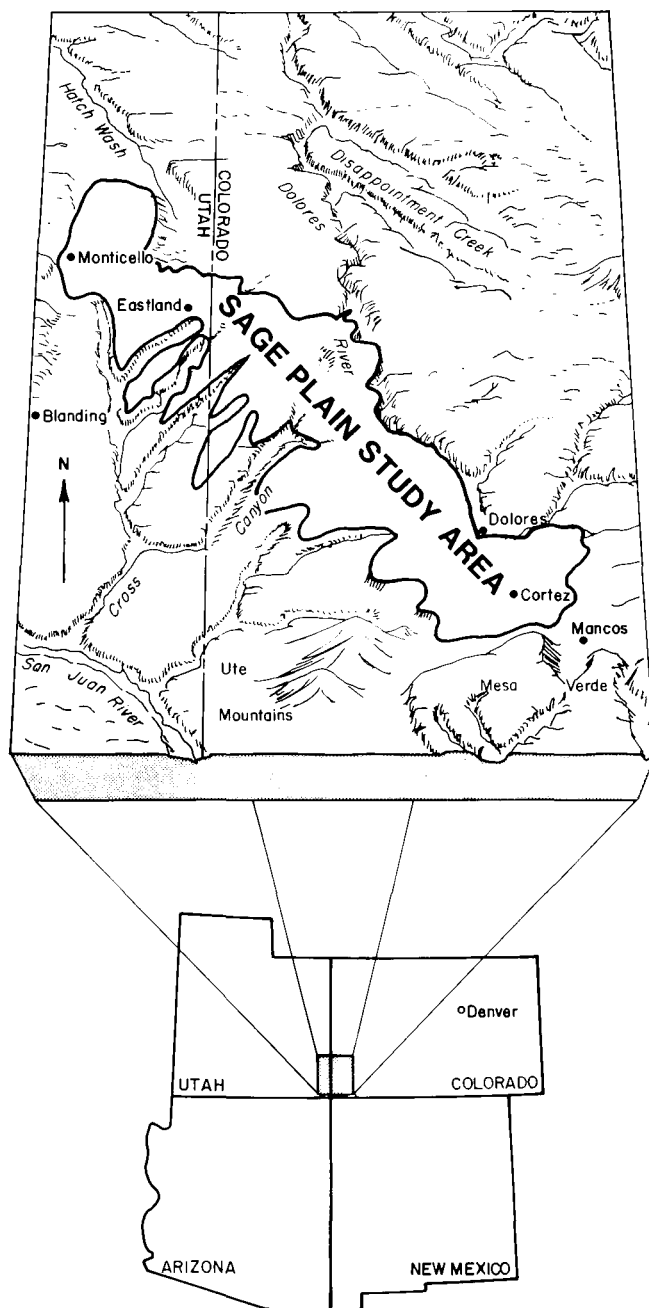 Hatch Wash
COLORADO
UTAH
Dolores
River
Disappointment Creek
Monticello
Eastland
SAGE PLAIN STUDY AREA
Blanding
N
Canyon
Cross
Dolores
Cortez
Mancos
San Juan River
Ute
Mountains
Mesa Verde
Denver
UTAH
COLORADO
ARIZONA
NEW MEXICO